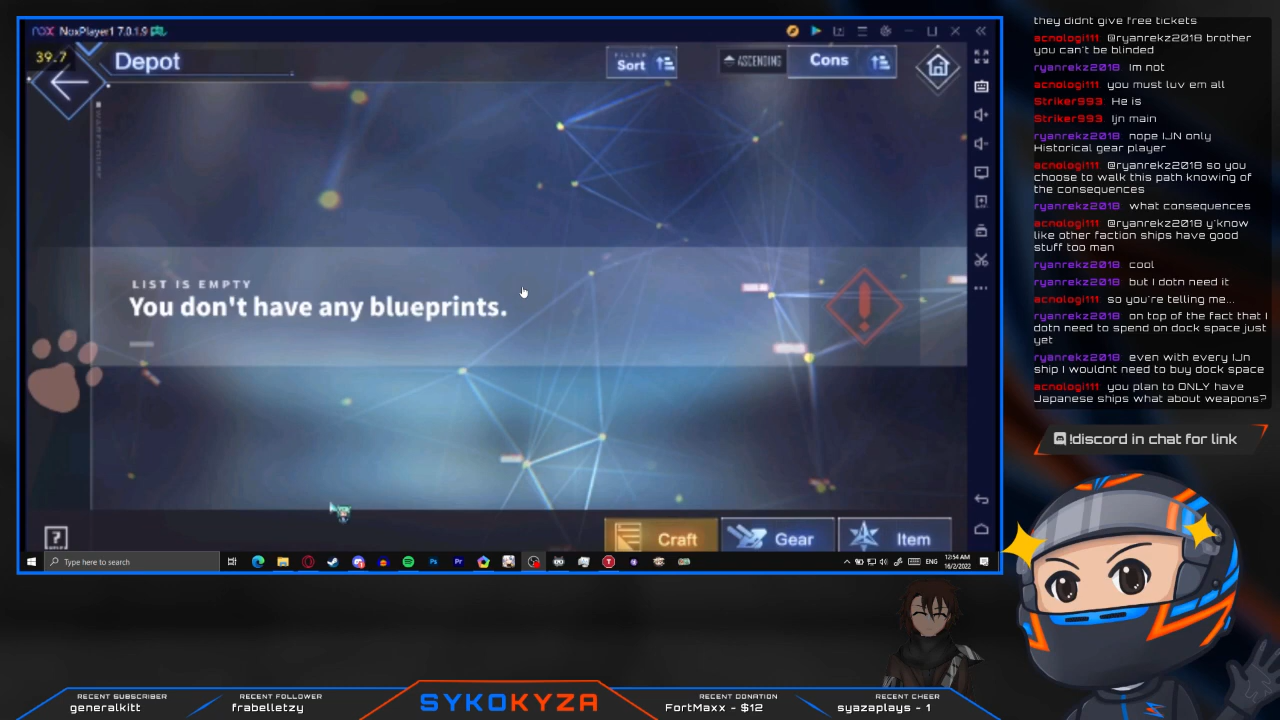 nox NoxPlayer1 7.0.1.9
39.7
Depot
FILTER
Sort
ASCENDING
Cons
LIST IS EMPTY
You don't have any blueprints.
?
Craft
Gear
Item
Type here to search
ENG
12:54 AM
16/2/2022
they didnt give free tickets
acnologi111 @ryanrekz2018 brother
you can't be blinded
ryanrekz2018 Im not
acnologi111 you must luv em all
Striker993 He is
Striker993 Ijn main
ryanrekz2018 nope IJN only
Historical gear player
acnologi111 @ryanrekz2018 so you
choose to walk this path knowing of
the consequences
ryanrekz2018 what consequences
acnologi111 @ryanrekz2018 y'know
like other faction ships have good
stuff too man
ryanrekz2018 cool
ryanrekz2018 but I dotn need it
acnologi111 so you're telling me...
ryanrekz2018 on top of the fact that I
dotn need to spend on dock space just
yet
ryanrekz2018 even with every IJn
ship I wouldnt need to buy dock space
acnologi111 you plan to ONLY have
Japanese ships what about weapons?
!discord in chat for link
RECENT SUBSCRIBER
generalkitt
RECENT FOLLOWER
frabelletzy
SYKOKYZA
RECENT DONATION
FortMaxx - $12
RECENT CHEER
syazaplays - 1